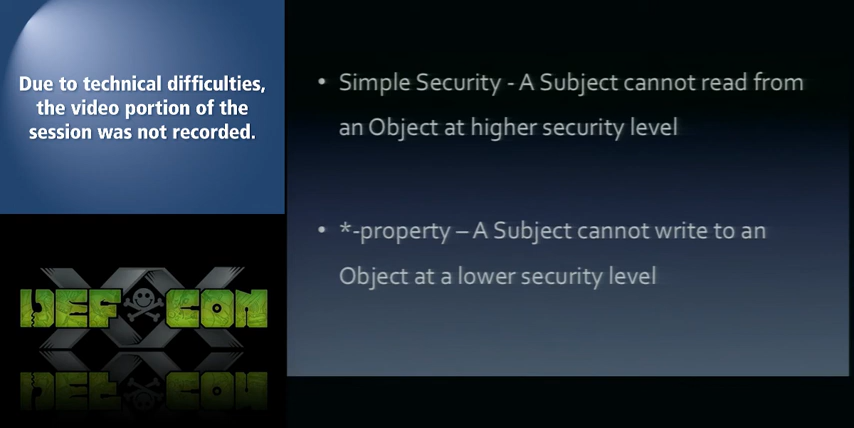 Due to technical difficulties,
the video portion of the
session was not recorded.
DEF CON
XX
• Simple Security - A Subject cannot read from
an Object at higher security level
• *-property – A Subject cannot write to an
Object at a lower security level